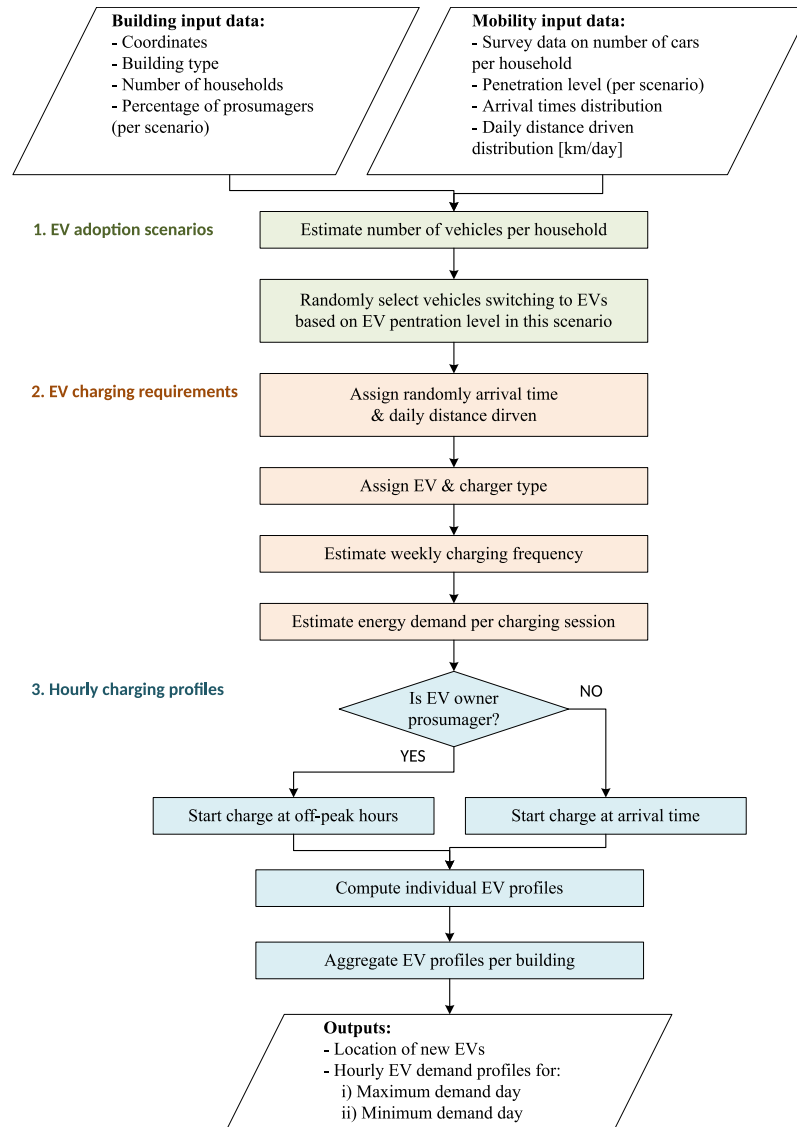 Building input data:
- Coordinates
- Building type
- Number of households
- Percentage of prosumagers
(per scenario)
Mobility input data:
- Survey data on number of cars
per household
- Penetration level (per scenario)
- Arrival times distribution
- Daily distance driven
distribution [km/day]
1. EV adoption scenarios
Estimate number of vehicles per household
Randomly select vehicles switching to EVs
based on EV pentration level in this scenario
2. EV charging requirements
Assign randomly arrival time
& daily distance dirven
Assign EV & charger type
Estimate weekly charging frequency
Estimate energy demand per charging session
3. Hourly charging profiles
Is EV owner
prosumager?
NO
YES
Start charge at off-peak hours
Start charge at arrival time
Compute individual EV profiles
Aggregate EV profiles per building
Outputs:
- Location of new EVs
- Hourly EV demand profiles for:
i) Maximum demand day
ii) Minimum demand day